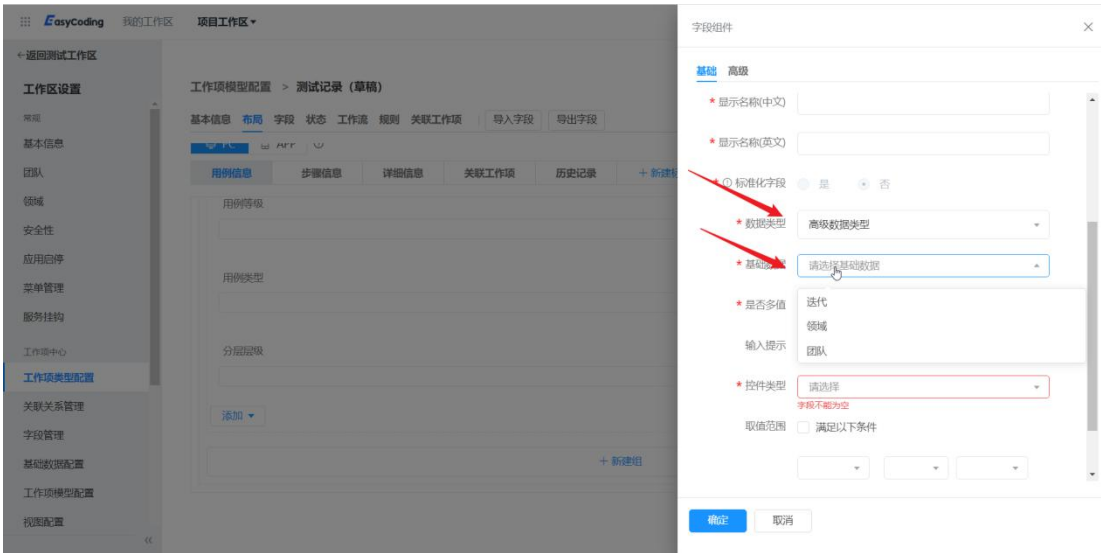 EasyCoding 我的工作区 项目工作区
←返回测试工作区
工作区设置
常规
基本信息
团队
领域
安全性
应用启停
菜单管理
服务挂钩
工作项中心
工作项类型配置
关联关系管理
字段管理
基础数据配置
工作项模型配置
视图配置
工作项模型配置 > 测试记录（草稿）
基本信息 布局 字段 状态 工作流 规则 关联工作项 导入字段 导出字段
PC APP
用例信息 步骤信息 详细信息 关联工作项 历史记录 + 新建标
用例等级
用例类型
分层层级
添加
+ 新建组
字段组件
基础 高级
* 显示名称(中文)
* 显示名称(英文)
* 标准化字段 是 否
* 数据类型 高级数据类型
* 基础数据 请选择基础数据
迭代
领域
团队
* 是否多值
输入提示
* 控件类型 请选择
字段不能为空
取值范围 满足以下条件
确定 取消